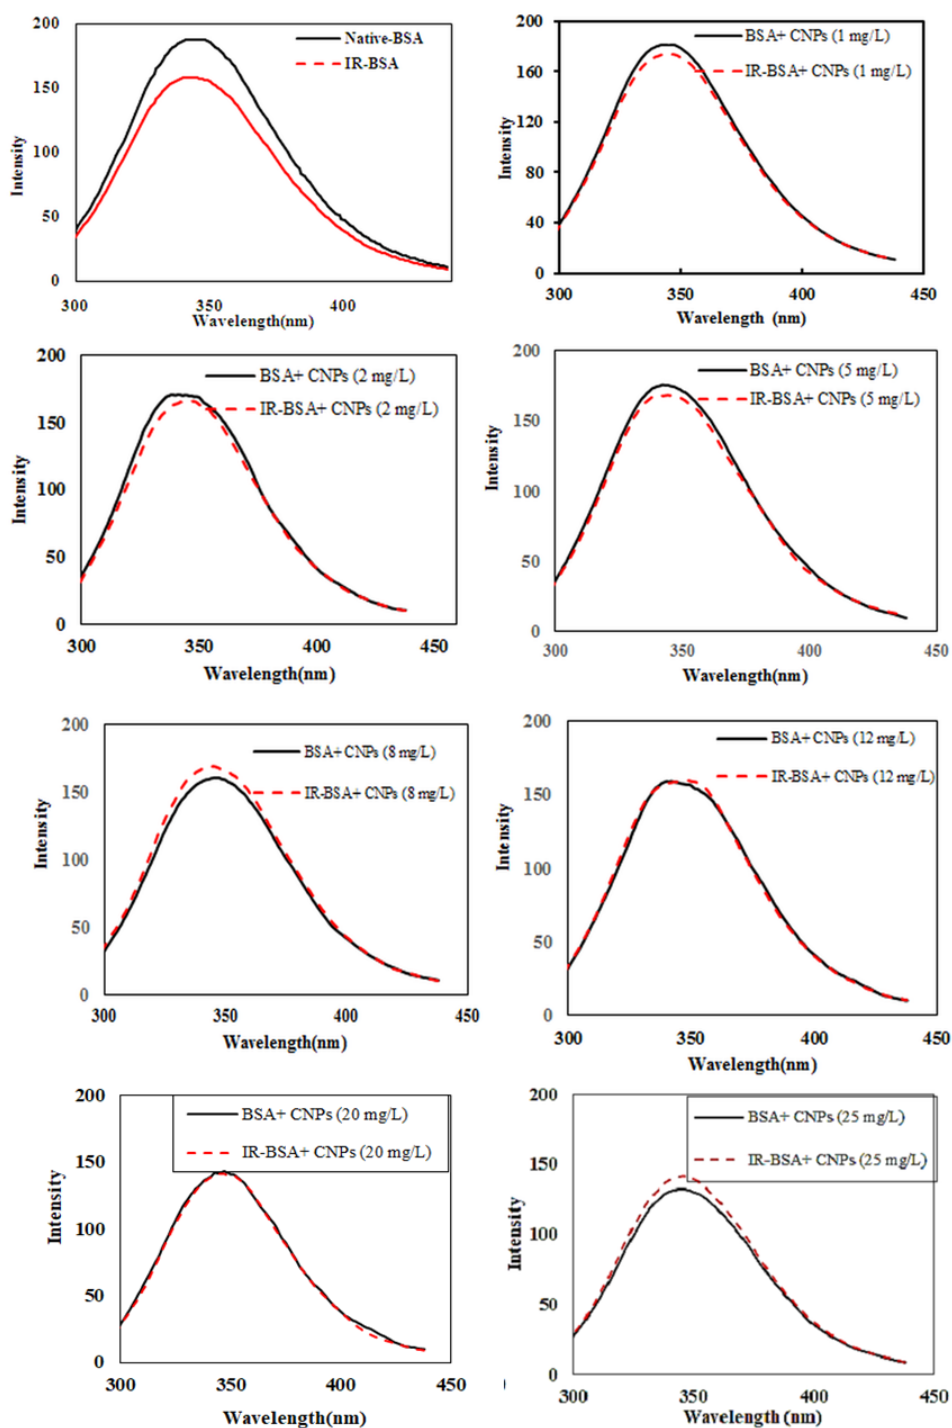 200
150
100
50
0
300
350
400
Intensity
Wavelength(nm)
Native-BSA
IR-BSA
200
160
120
80
40
0
300
350
400
450
Intensity
Wavelength (nm)
BSA+ CNPs (1 mg/L)
IR-BSA+ CNPs (1 mg/L)
200
150
100
50
0
300
350
400
450
Intensity
Wavelength(nm)
BSA+ CNPs (2 mg/L)
IR-BSA+ CNPs (2 mg/L)
200
150
100
50
0
300
350
400
450
Intensity
Wavelength(nm)
BSA+ CNPs (5 mg/L)
IR-BSA+ CNPs (5 mg/L)
200
150
100
50
0
300
350
400
450
Intensity
Wavelength(nm)
BSA+ CNPs (8 mg/L)
IR-BSA+ CNPs (8 mg/L)
200
150
100
50
0
300
350
400
450
Intensity
Wavelength(nm)
BSA+ CNPs (12 mg/L)
IR-BSA+ CNPs (12 mg/L)
200
150
100
50
0
300
350
400
450
Intensity
Wavelength(nm)
BSA+ CNPs (20 mg/L)
IR-BSA+ CNPs (20 mg/L)
200
150
100
50
0
300
350
400
450
Intensity
Wavelength (nm)
BSA+ CNPs (25 mg/L)
IR-BSA+ CNPs (25 mg/L)